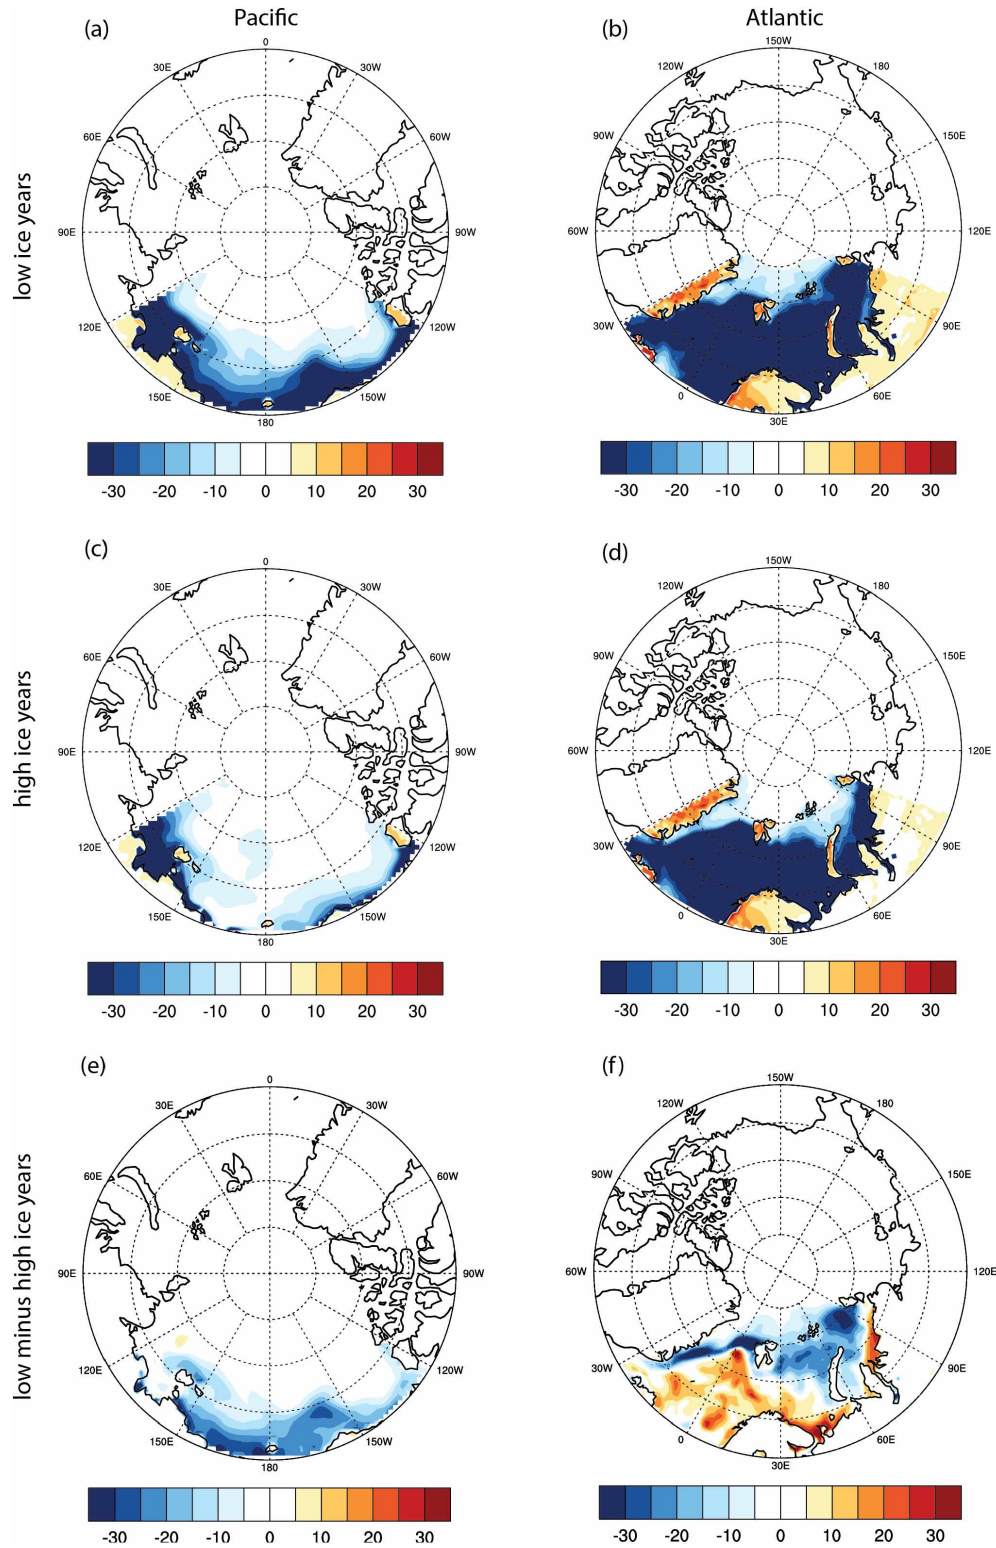 Pacific
Atlantic
low ice years
(a)
0
30E
30W
60E
60W
90E
90W
120E
120W
150E
150W
180
-30 -20 -10 0 10 20 30
(b)
150W
120W
180
90W
150E
60W
120E
30W
90E
0
60E
30E
-30 -20 -10 0 10 20 30
high ice years
(c)
0
30E
30W
60E
60W
90E
90W
120E
120W
150E
150W
180
-30 -20 -10 0 10 20 30
(d)
150W
120W
180
90W
150E
60W
120E
30W
90E
0
60E
30E
-30 -20 -10 0 10 20 30
low minus high ice years
(e)
0
30E
30W
60E
60W
90E
90W
120E
120W
150E
150W
180
-30 -20 -10 0 10 20 30
(f)
150W
120W
180
90W
150E
60W
120E
30W
90E
0
60E
30E
-30 -20 -10 0 10 20 30